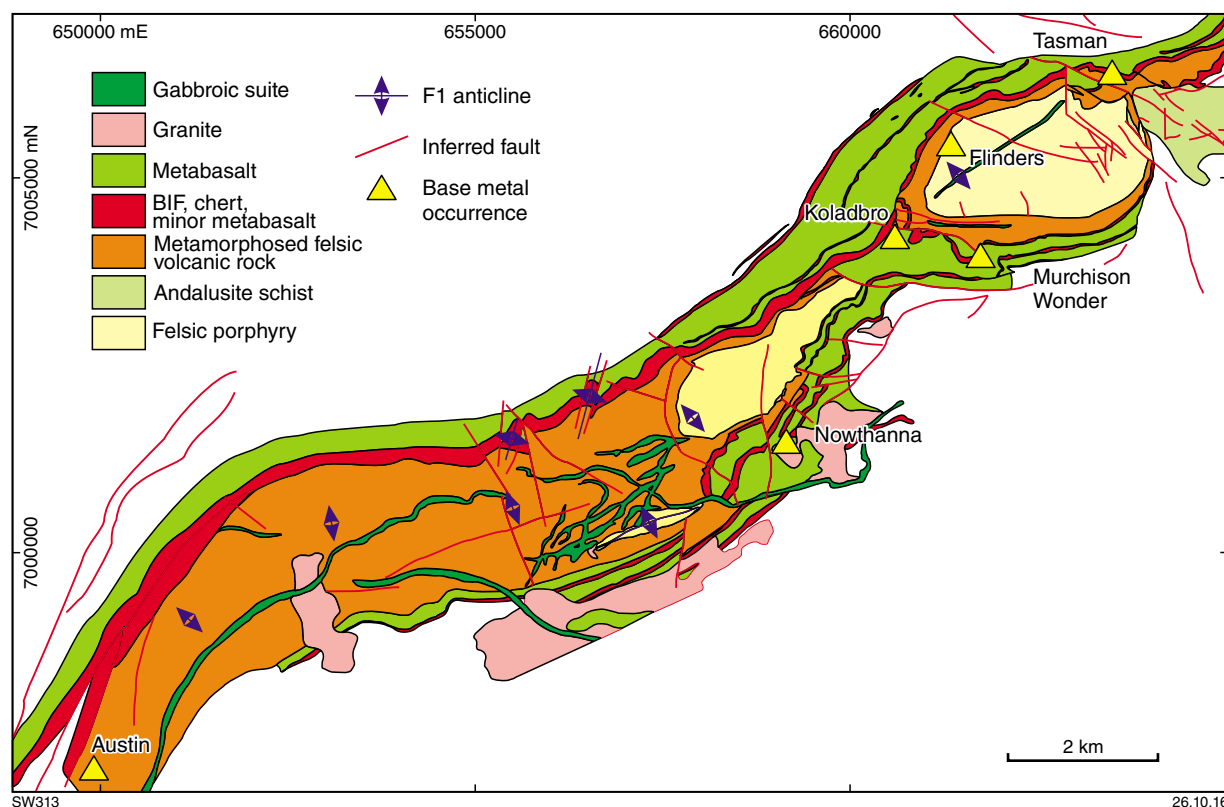 650000 mE
655000
660000
7005000 mN
7000000
Gabbroic suite
Granite
Metabasalt
BIF, chert,
minor metabasalt
Metamorphosed felsic
volcanic rock
Andalusite schist
Felsic porphyry
F1 anticline
Inferred fault
Base metal
occurrence
Tasman
Flinders
Koladbro
Murchison
Wonder
Nowthanna
Austin
2 km
SW313
26.10.16